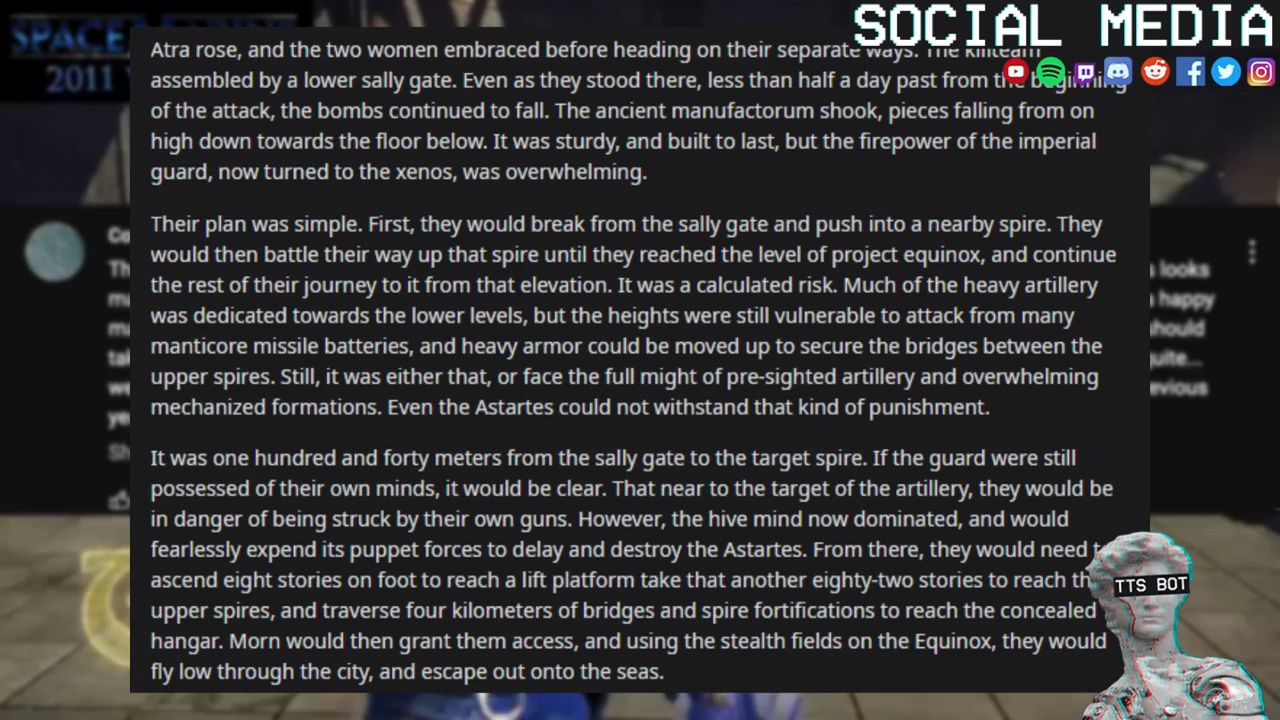 SPACE MARINE
2011
SOCIAL MEDIA
Atra rose, and the two women embraced before heading on their separate ways. The killteam
assembled by a lower sally gate. Even as they stood there, less than half a day past from the beginning
of the attack, the bombs continued to fall. The ancient manufactorum shook, pieces falling from on
high down towards the floor below. It was sturdy, and built to last, but the firepower of the imperial
guard, now turned to the xenos, was overwhelming.
Their plan was simple. First, they would break from the sally gate and push into a nearby spire. They
would then battle their way up that spire until they reached the level of project equinox, and continue
the rest of their journey to it from that elevation. It was a calculated risk. Much of the heavy artillery
was dedicated towards the lower levels, but the heights were still vulnerable to attack from many
manticore missile batteries, and heavy armor could be moved up to secure the bridges between the
upper spires. Still, it was either that, or face the full might of pre-sighted artillery and overwhelming
mechanized formations. Even the Astartes could not withstand that kind of punishment.
It was one hundred and forty meters from the sally gate to the target spire. If the guard were still
possessed of their own minds, it would be clear. That near to the target of the artillery, they would be
in danger of being struck by their own guns. However, the hive mind now dominated, and would
fearlessly expend its puppet forces to delay and destroy the Astartes. From there, they would need t
ascend eight stories on foot to reach a lift platform take that another eighty-two stories to reach th
upper spires, and traverse four kilometers of bridges and spire fortifications to reach the concealed
hangar. Morn would then grant them access, and using the stealth fields on the Equinox, they would
fly low through the city, and escape out onto the seas.
looks
happy
TTS BOT